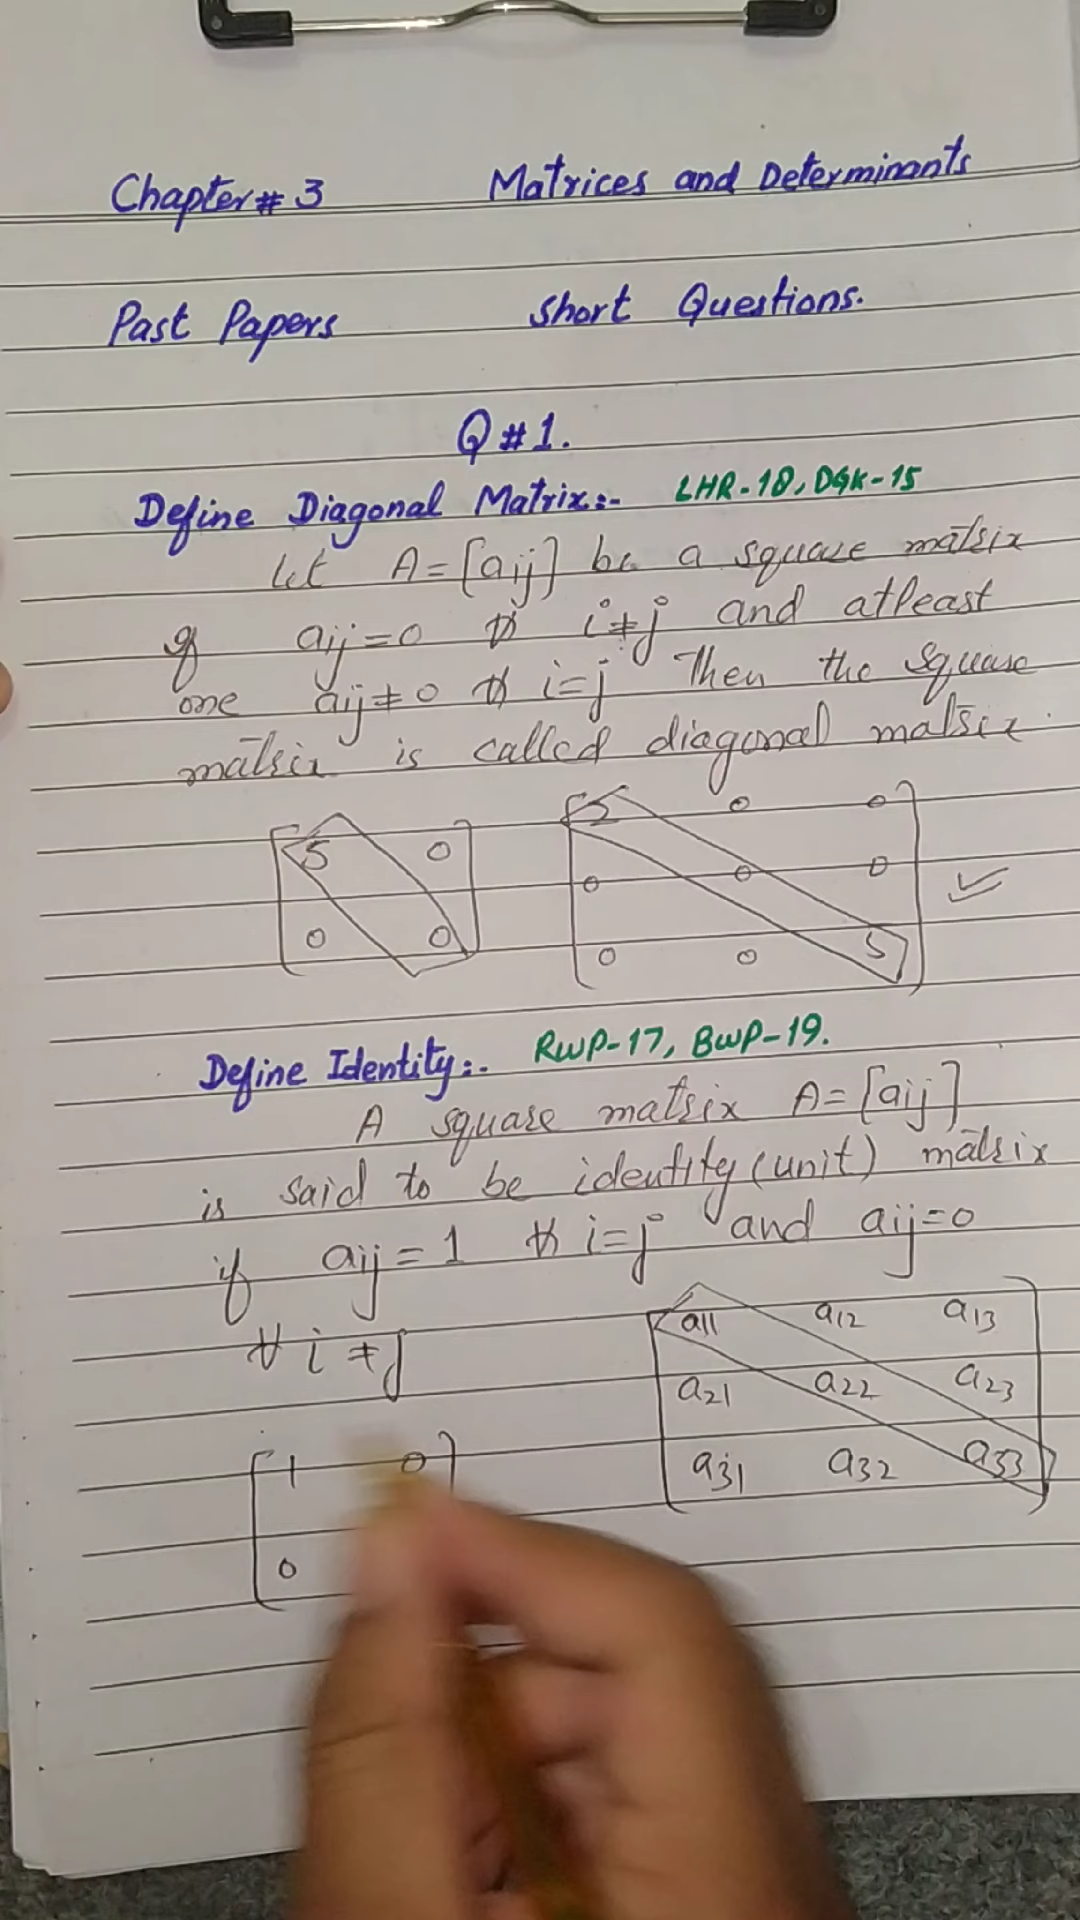 Chapter# 3 Matrices and Determinants
Past Papers Short Questions.
Q #1.
Define Diagonal Matrix:- LHR-18, DGK-15
Let A = [aij] be a square matrix
if aij = 0 ∀ i ≠ j and atleast
one aij ≠ 0 ∀ i = j Then the square
matrix is called diagonal matrix.
5 0
0 0
2 0 0
0 0 0
0 0 5
Define Identity:- RWP-17, BWP-19.
A square matrix A = [aij]
is said to be identity (unit) matrix
if aij = 1 ∀ i = j and aij = 0
∀ i ≠ j
a11 a12 a13
a21 a22 a23
a31 a32 a33
1 0
0